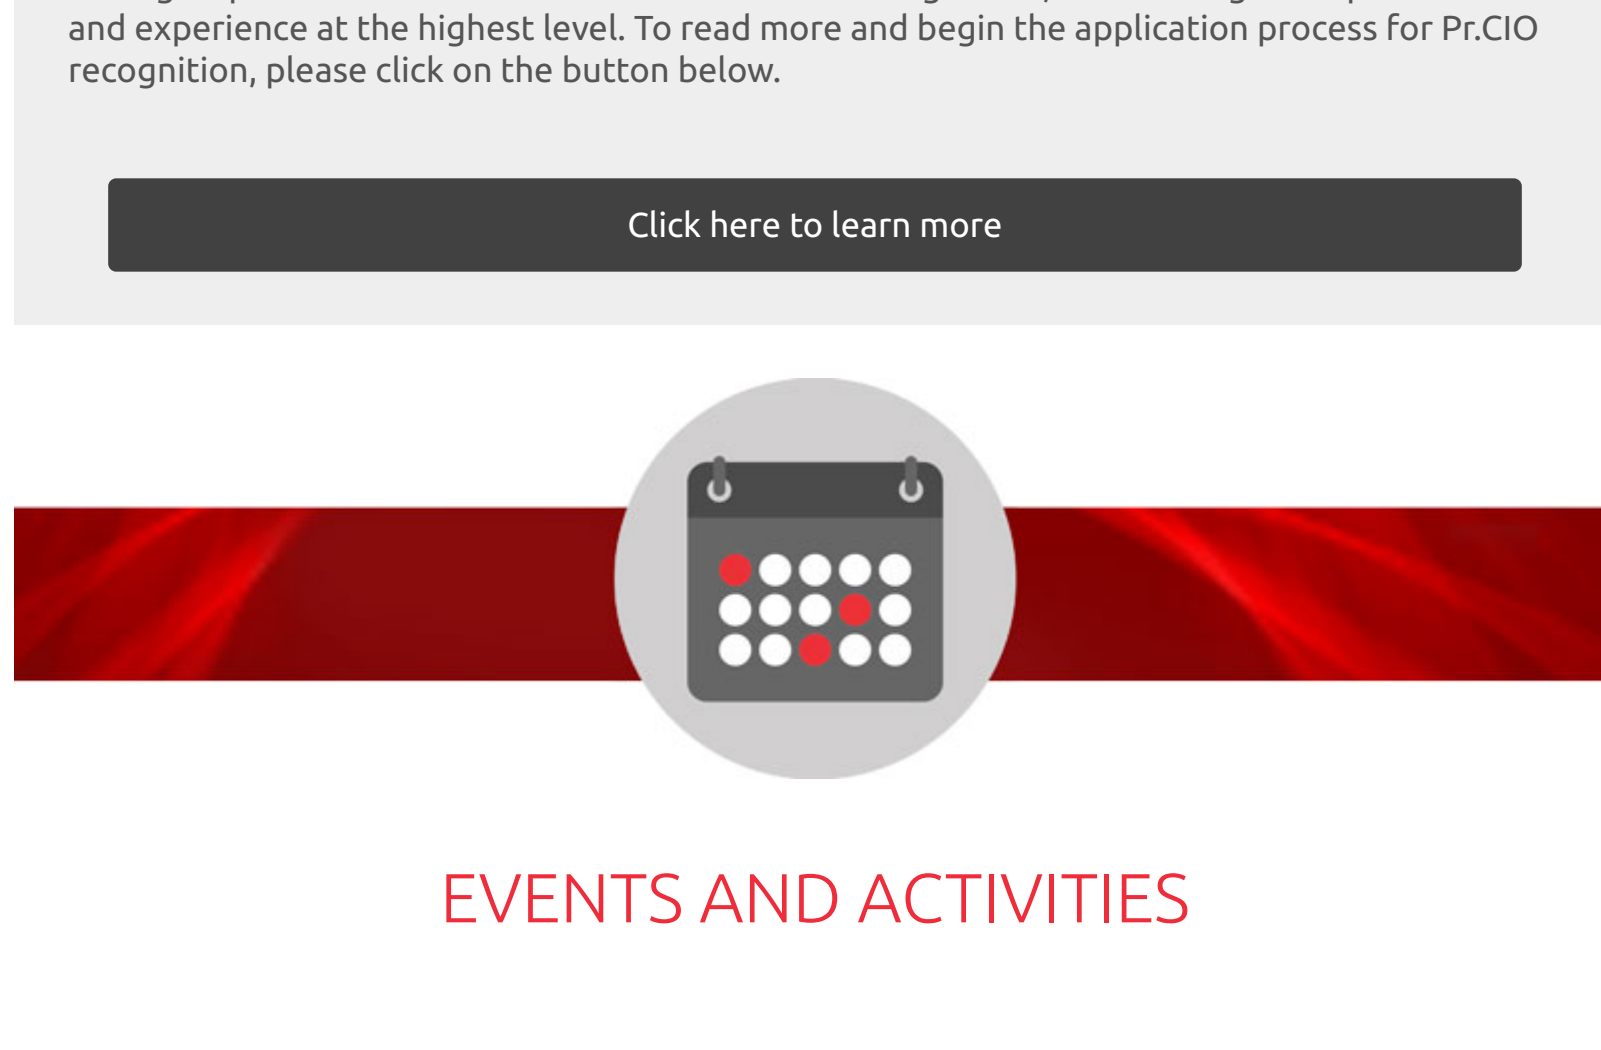 and experience at the highest level. To read more and begin the application process for Pr.CIO
recognition, please click on the button below.
Click here to learn more
EVENTS AND ACTIVITIES